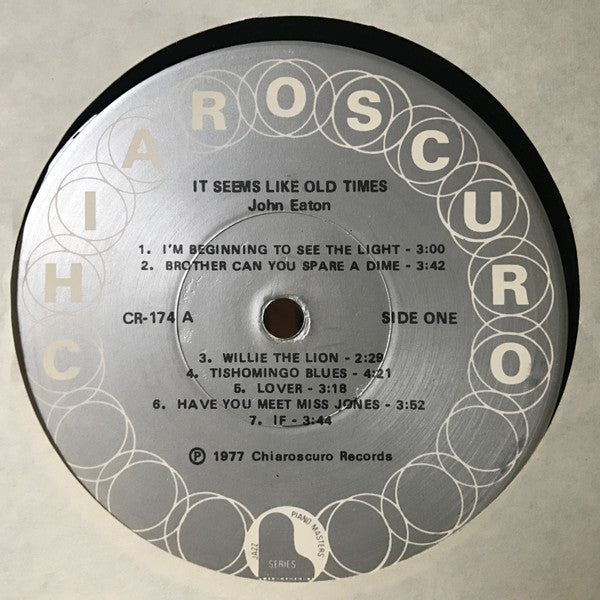 CHIAROSCURO
IT SEEMS LIKE OLD TIMES
John Eaton
1. I'M BEGINNING TO SEE THE LIGHT - 3:00
2. BROTHER CAN YOU SPARE A DIME - 3:42
CR-174 A SIDE ONE
3. WILLIE THE LION - 2:29
4. TISHOMINGO BLUES - 4:21
5. LOVER - 3:18
6. HAVE YOU MEET MISS JONES - 3:52
7. IF - 3:44
Ⓟ 1977 Chiaroscuro Records
JAZZ PIANO MASTERS
SERIES